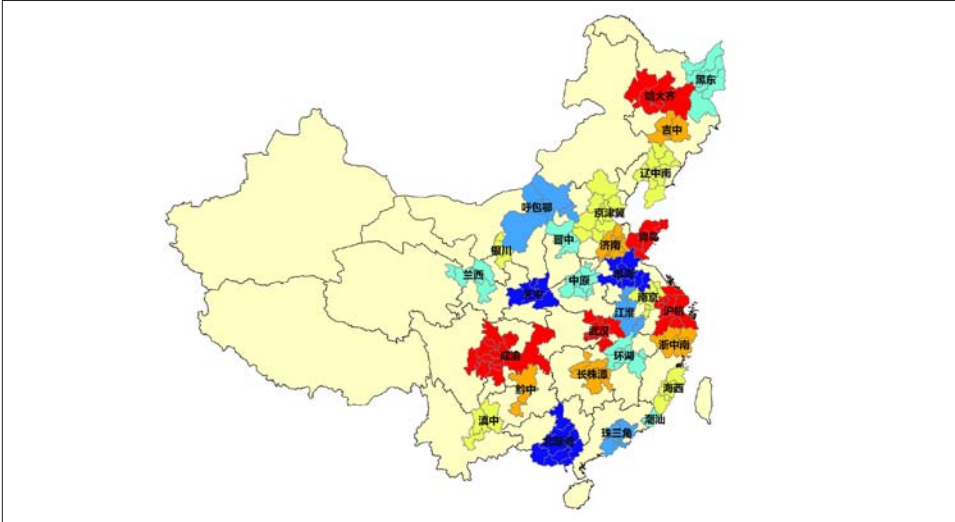 黑东
哈大齐
吉中
辽中南
呼包鄂
京津冀
晋中
济南
青岛
银川
兰西
中原
南京
江淮
沪杭
武汉
浙中南
成渝
环湖
黔中
长株潭
海西
滇中
潮汕
珠三角
北部湾